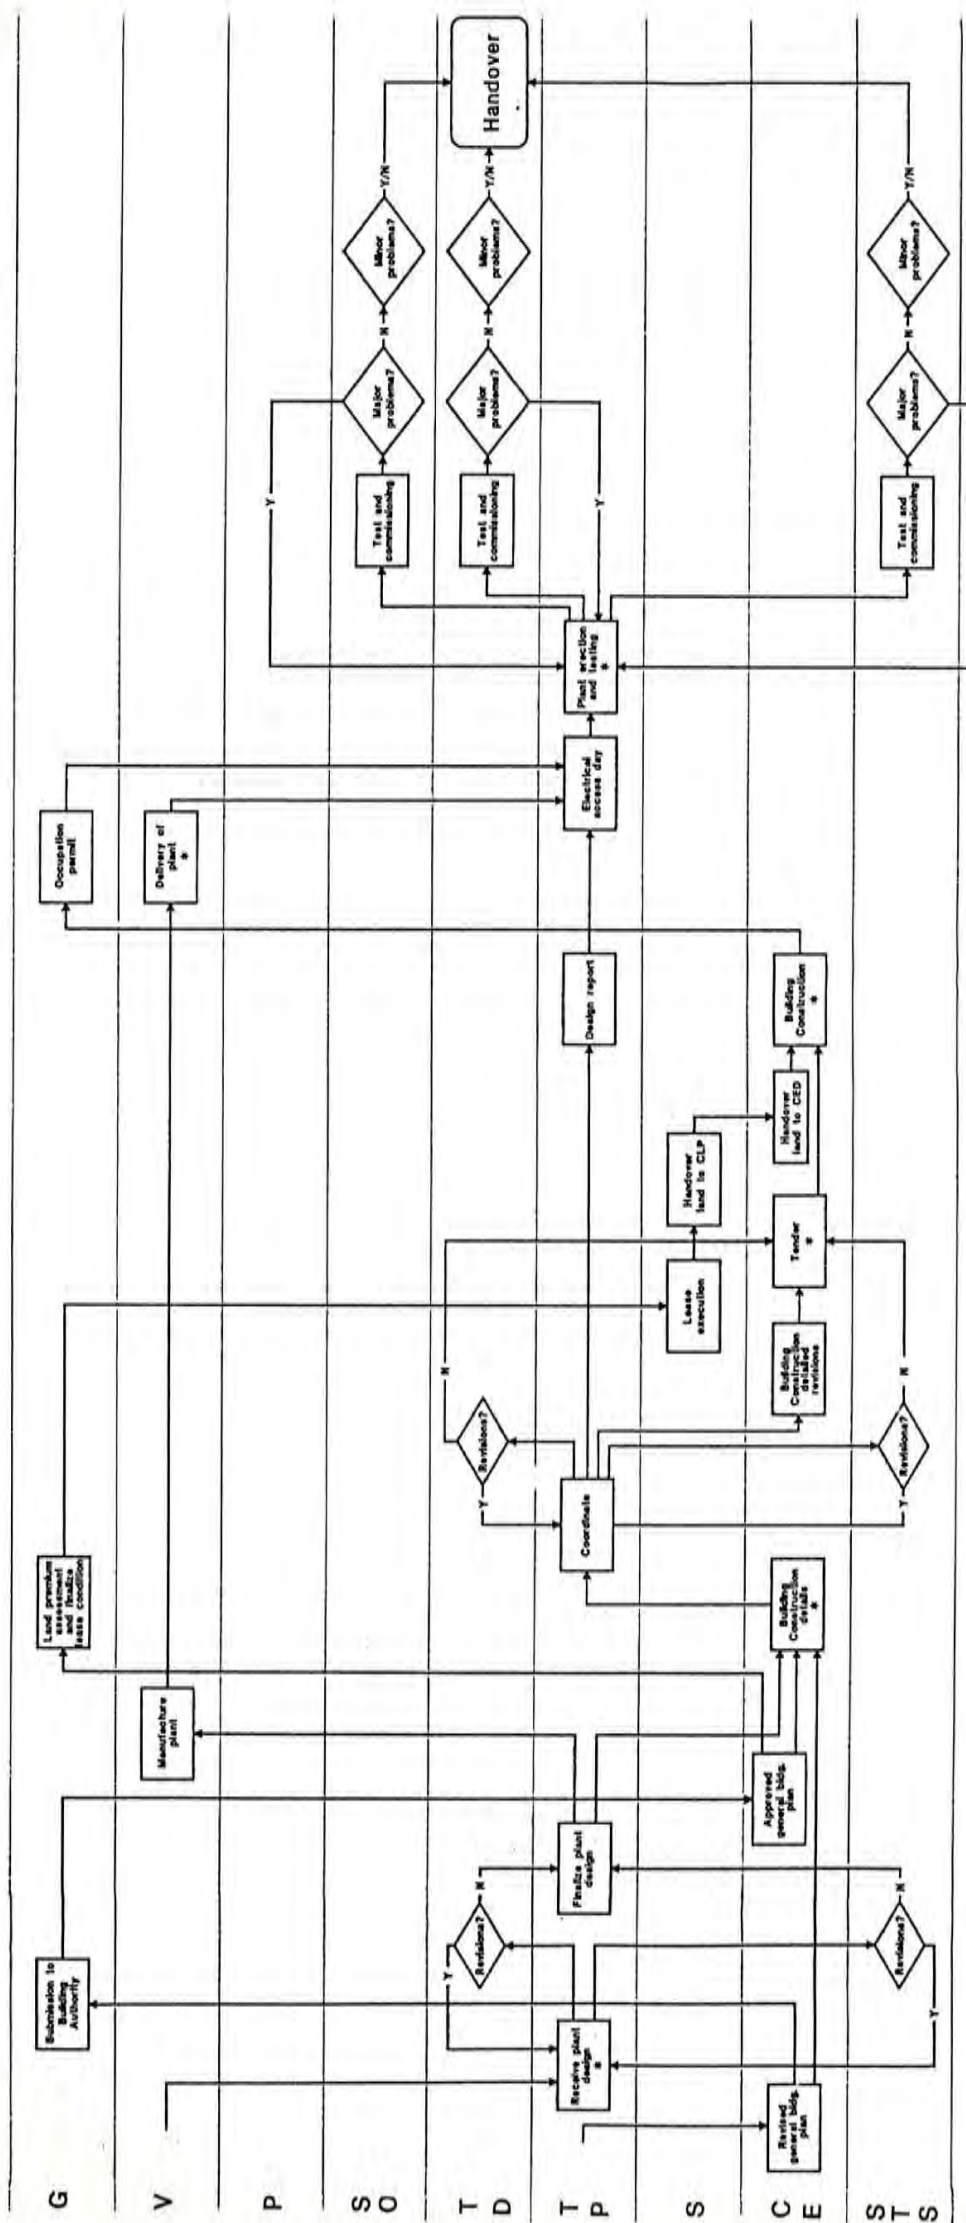 G
Submission to
Building
Authority
Land premium
assessment
and finalize
lease condition
Occupation
permit
V
Manufacture
plant
Delivery of
plant
*
P
Y
S
O
Test and
commissioning
Major
problems?
N
Minor
problems?
Y/N
T
D
Y
Revisions?
N
Y
Revisions?
N
Test and
commissioning
Major
problems?
N
Minor
problems?
Y/N
Handover
T
P
Receive plant
design
*
Finalize plant
design
Coordinate
Design report
Electrical
access day
Plant erection
and testing
*
Y
S
Lease
execution
Handover
land to CLP
C
E
Revised
general bldg.
plan
Approved
general bldg.
plan
Building
Construction
details
*
Building
Construction
detailed
revisions
Tender
*
Handover
land to CED
Building
Construction
*
S
T
S
Y
Revisions?
N
Y
Revisions?
N
Test and
commissioning
Major
problems?
N
Minor
problems?
Y/N